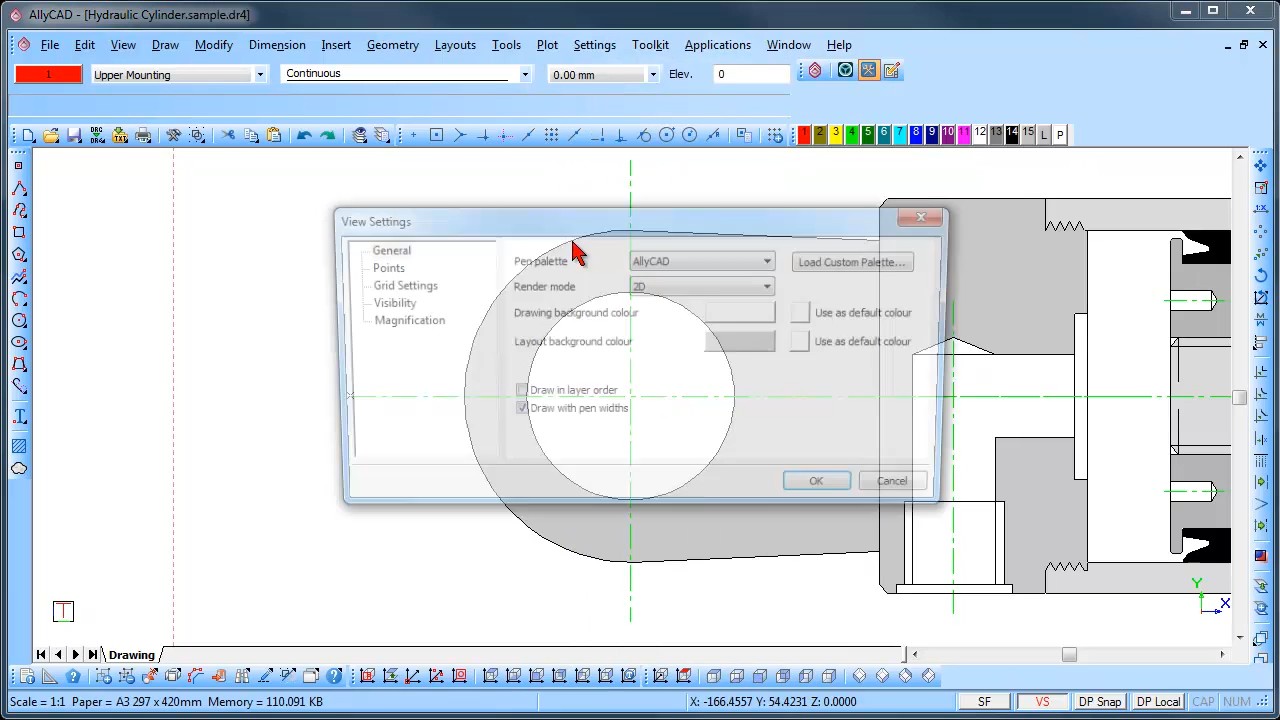 AllyCAD - [Hydraulic Cylinder.sample.dr4]
File Edit View Draw Modify Dimension Insert Geometry Layouts Tools Plot Settings Toolkit Applications Window Help
1 Upper Mounting Continuous 0.00 mm Elev. 0
1 2 3 4 5 6 7 8 9 10 11 12 13 14 15 L P
View Settings
General
Points
Grid Settings
Visibility
Magnification
Pen palette AllyCAD Load Custom Palette...
Render mode 2D
Drawing background colour Use as default colour
Layout background colour Use as default colour
Draw in layer order
Draw with pen widths
OK Cancel
Y
X
T
Drawing
Scale = 1:1 Paper = A3 297 x 420mm Memory = 110.091 KB X: -166.4557 Y: 54.4231 Z: 0.0000 SF VS DP Snap DP Local CAP NUM